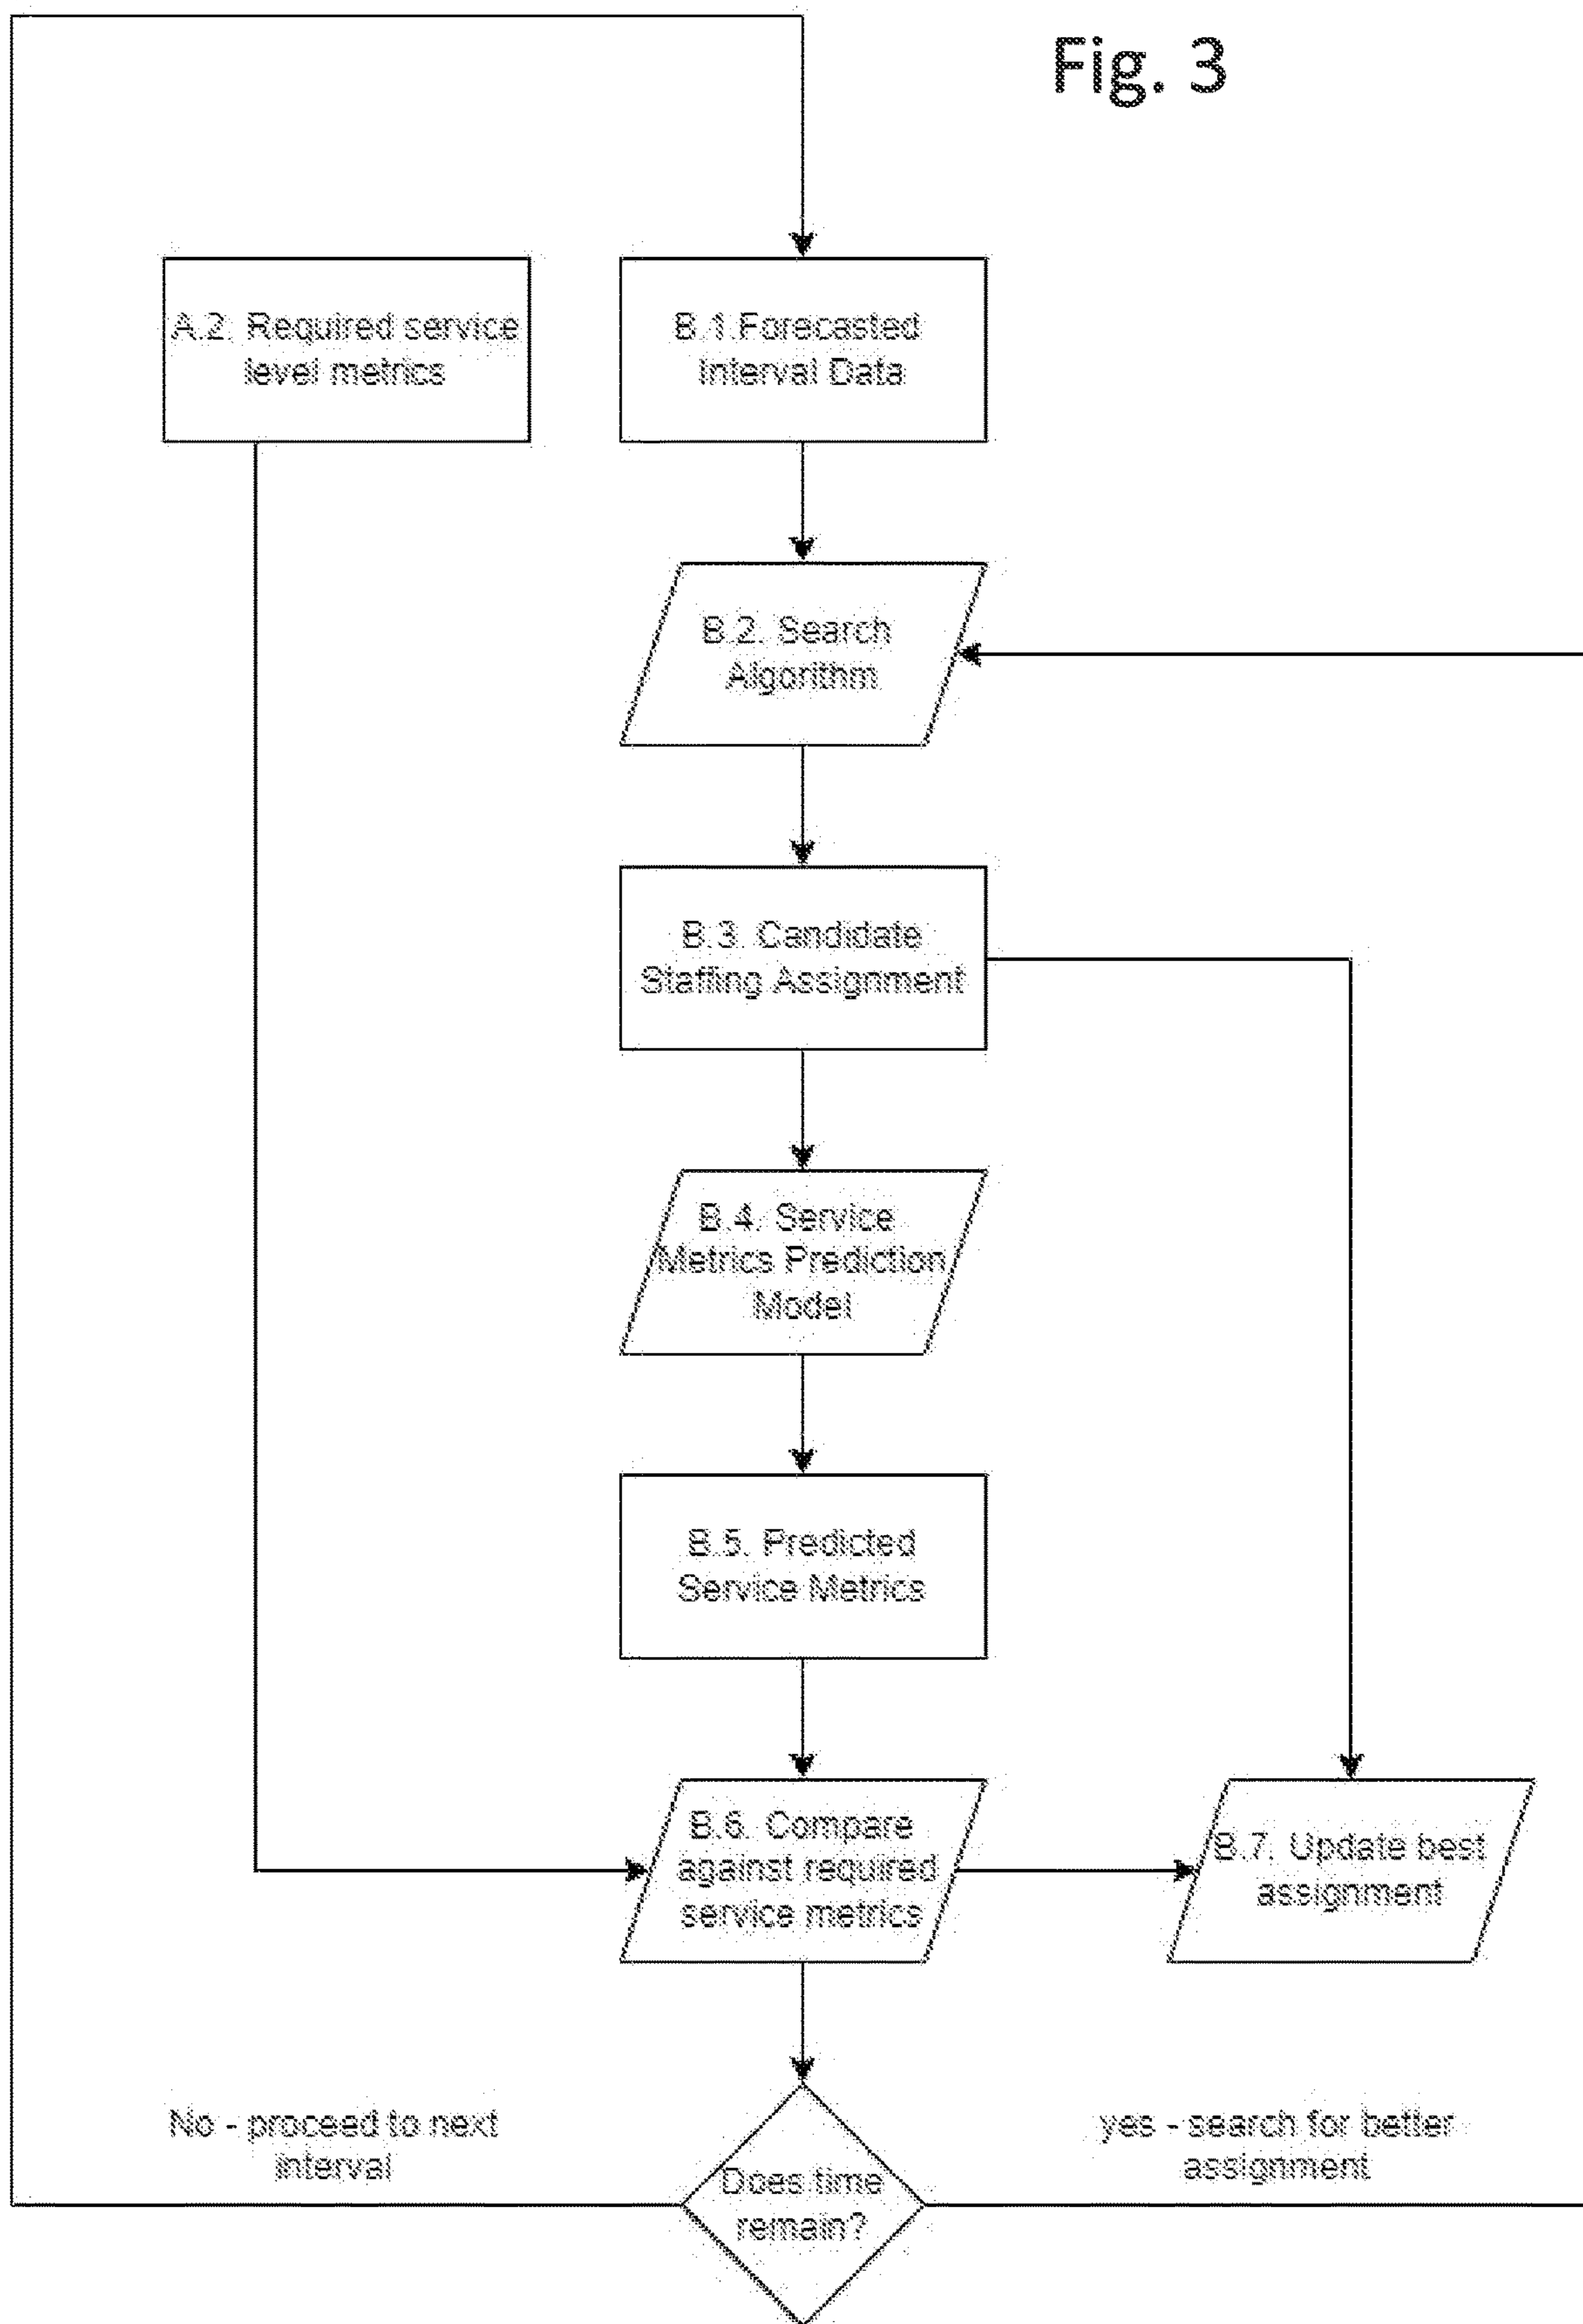 Fig. 3
A.2. Required service
level metrics
B.1.Forecasted
Interval Data
B.2. Search
Algorithm
B.3. Candidate
Staffing Assignment
B.4. Service
Metrics Prediction
Model
B.5. Predicted
Service Metrics
B.6. Compare
against required
service metrics
B.7. Update best
assignment
No - proceed to next
interval
yes - search for better
assignment
Does time
remain?